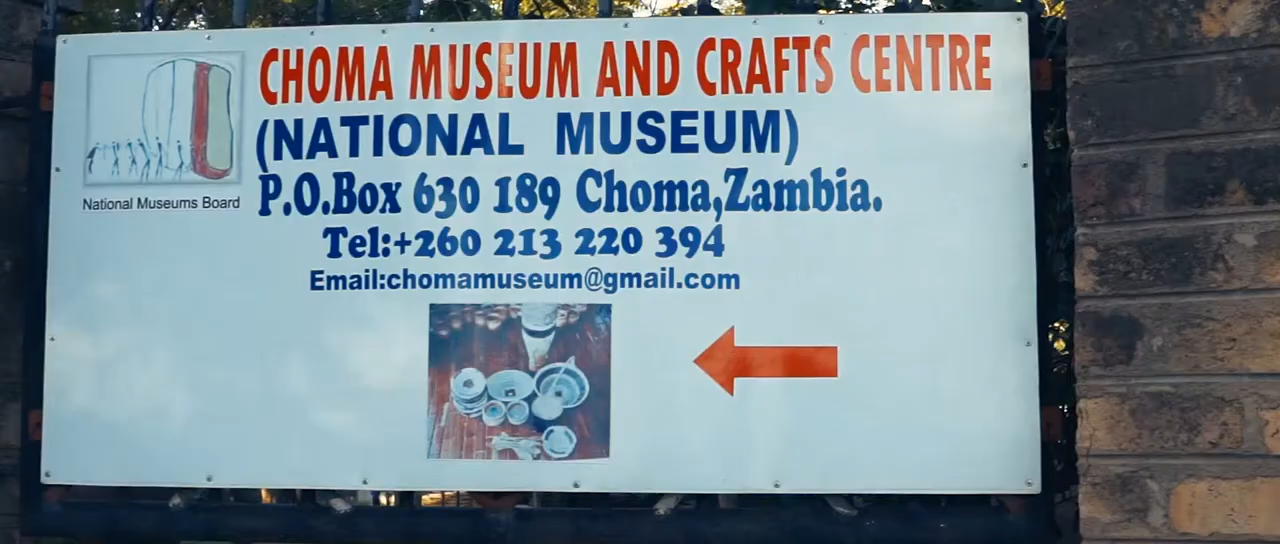 CHOMA MUSEUM AND CRAFTS CENTRE
(NATIONAL MUSEUM)
National Museums Board
P.O.Box 630 189 Choma,Zambia.
Tel:+260 213 220 394
Email:chomamuseum@gmail.com